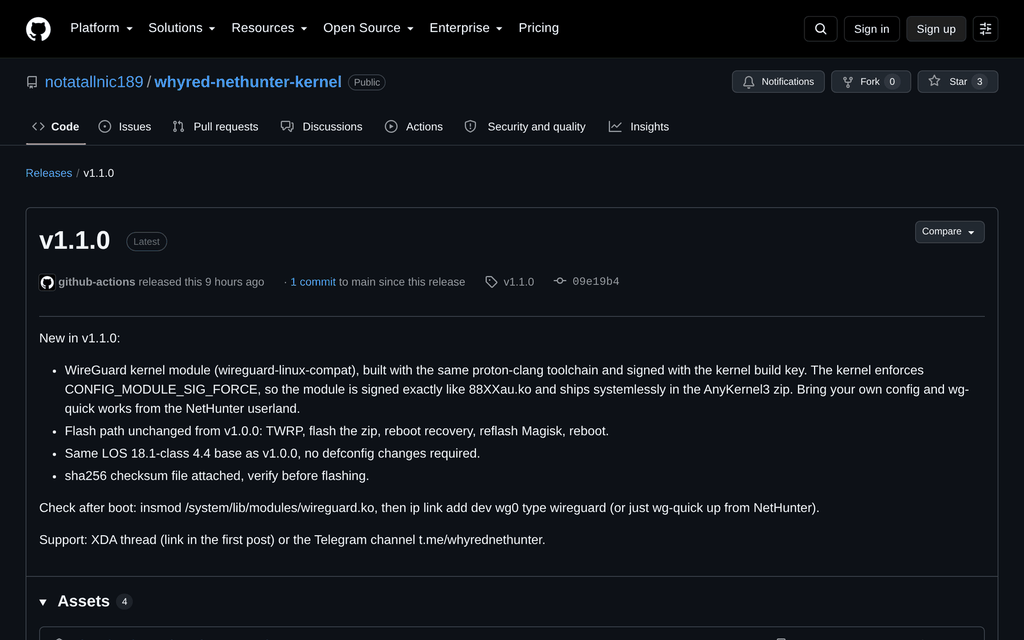 Platform Solutions Resources Open Source Enterprise Pricing Sign in Sign up
notatallnic189 / whyred-nethunter-kernel Public Notifications Fork 0 Star 3
Code Issues Pull requests Discussions Actions Security and quality Insights
Releases / v1.1.0
v1.1.0 Latest Compare
github-actions released this 9 hours ago · 1 commit to main since this release v1.1.0 09e19b4
New in v1.1.0:
• WireGuard kernel module (wireguard-linux-compat), built with the same proton-clang toolchain and signed with the kernel build key. The kernel enforces
CONFIG_MODULE_SIG_FORCE, so the module is signed exactly like 88XXau.ko and ships systemlessly in the AnyKernel3 zip. Bring your own config and wg-
quick works from the NetHunter userland.
• Flash path unchanged from v1.0.0: TWRP, flash the zip, reboot recovery, reflash Magisk, reboot.
• Same LOS 18.1-class 4.4 base as v1.0.0, no defconfig changes required.
• sha256 checksum file attached, verify before flashing.
Check after boot: insmod /system/lib/modules/wireguard.ko, then ip link add dev wg0 type wireguard (or just wg-quick up from NetHunter).
Support: XDA thread (link in the first post) or the Telegram channel t.me/whyrednethunter.
Assets 4